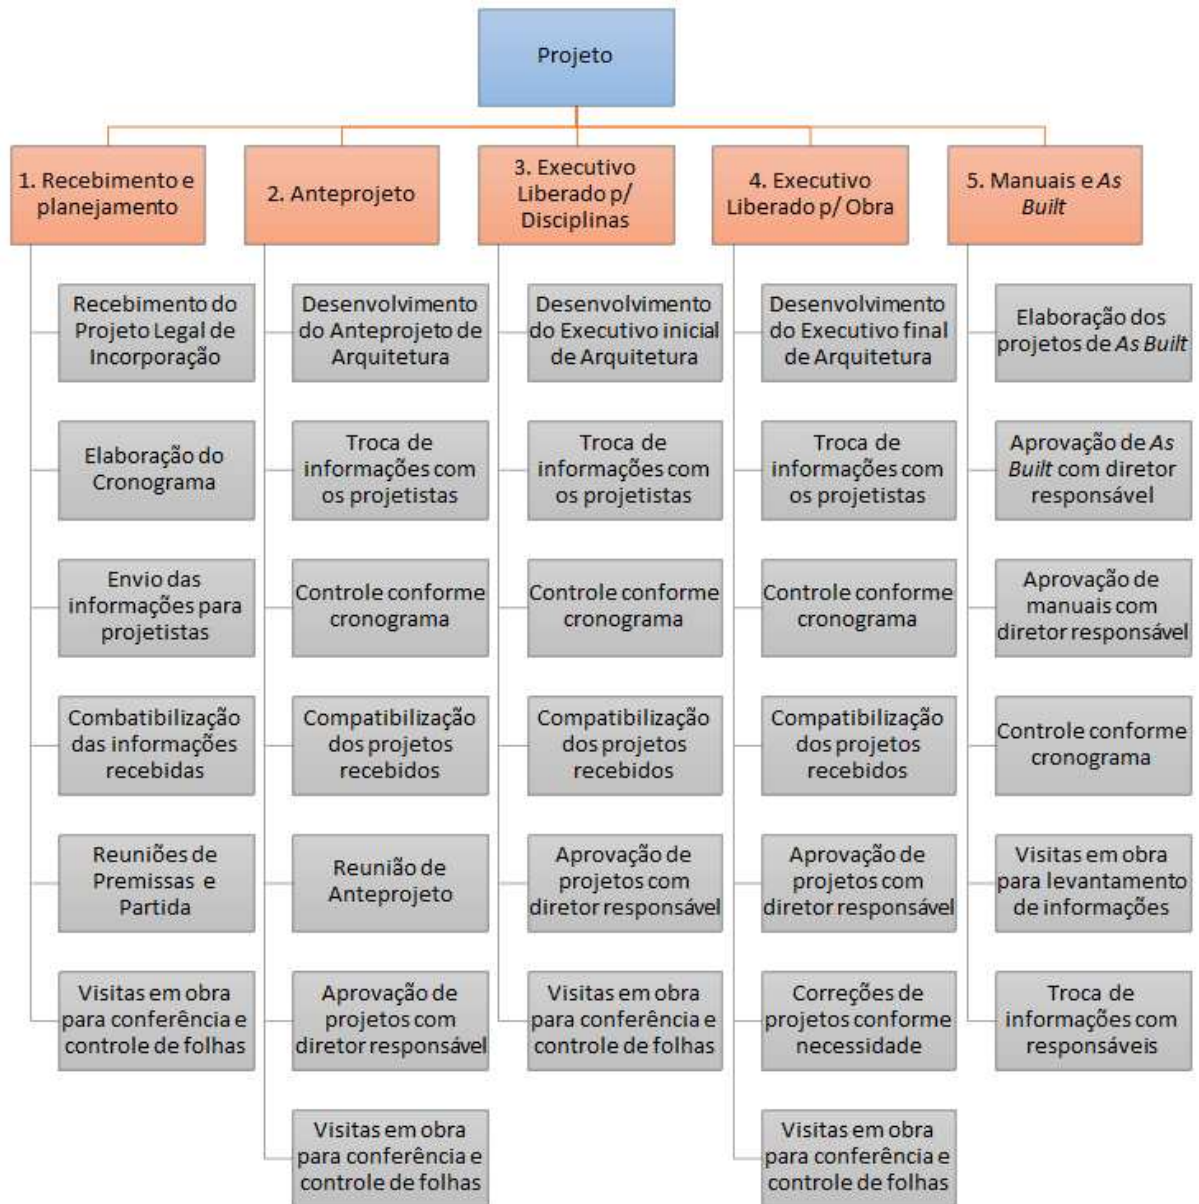 Projeto
1. Recebimento e
planejamento
2. Anteprojeto
3. Executivo
Liberado p/
Disciplinas
4. Executivo
Liberado p/ Obra
5. Manuais e As
Built
Recebimento do
Projeto Legal de
Incorporação
Elaboração do
Cronograma
Envio das
informações para
projetistas
Combatibilização
das informações
recebidas
Reuniões de
Premissas e
Partida
Visitas em obra
para conferência e
controle de folhas
Desenvolvimento
do Anteprojeto de
Arquitetura
Troca de
informações com
os projetistas
Controle conforme
cronograma
Compatibilização
dos projetos
recebidos
Reunião de
Anteprojeto
Aprovação de
projetos com
diretor responsável
Visitas em obra
para conferência e
controle de folhas
Desenvolvimento
do Executivo inicial
de Arquitetura
Troca de
informações com
os projetistas
Controle conforme
cronograma
Compatibilização
dos projetos
recebidos
Aprovação de
projetos com
diretor responsável
Visitas em obra
para conferência e
controle de folhas
Desenvolvimento
do Executivo final
de Arquitetura
Troca de
informações com
os projetistas
Controle conforme
cronograma
Compatibilização
dos projetos
recebidos
Aprovação de
projetos com
diretor responsável
Correções de
projetos conforme
necessidade
Visitas em obra
para conferência e
controle de folhas
Elaboração dos
projetos de As Built
Aprovação de As
Built com diretor
responsável
Aprovação de
manuais com
diretor responsável
Controle conforme
cronograma
Visitas em obra
para levantamento
de informações
Troca de
informações com
responsáveis